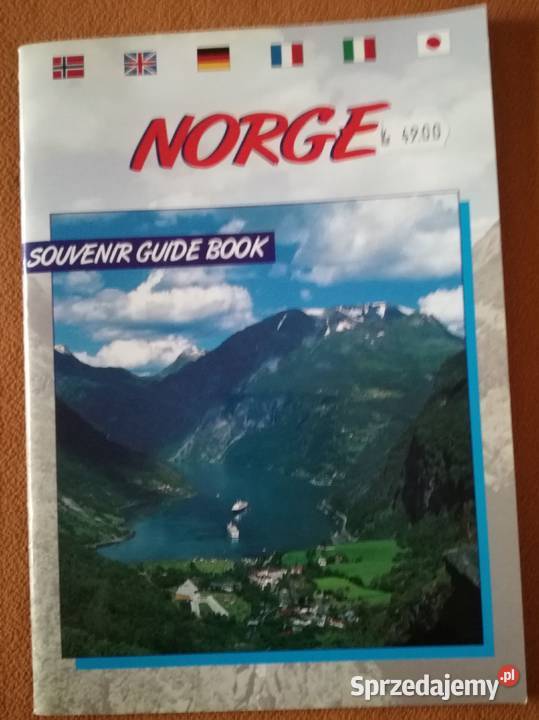 NORGE
kr 49.00
SOUVENIR GUIDE BOOK
Sprzedajemy.pl